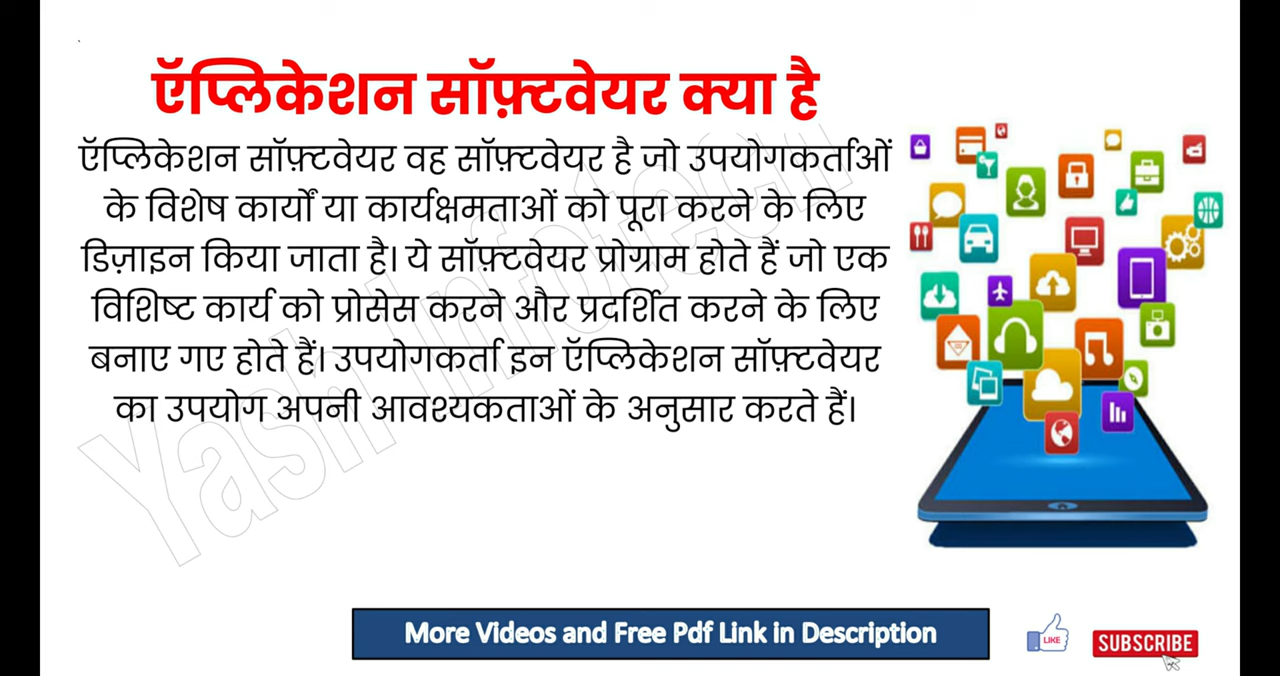 ऍप्लिकेशन सॉफ़्टवेयर क्या है
ऍप्लिकेशन सॉफ़्टवेयर वह सॉफ़्टवेयर है जो उपयोगकर्ताओं
के विशेष कार्यों या कार्यक्षमताओं को पूरा करने के लिए
डिज़ाइन किया जाता है। ये सॉफ़्टवेयर प्रोग्राम होते हैं जो एक
विशिष्ट कार्य को प्रोसेस करने और प्रदर्शित करने के लिए
बनाए गए होते हैं। उपयोगकर्ता इन ऍप्लिकेशन सॉफ़्टवेयर
का उपयोग अपनी आवश्यकताओं के अनुसार करते हैं।
Yash Infotech
More Videos and Free Pdf Link in Description
LIKE
SUBSCRIBE